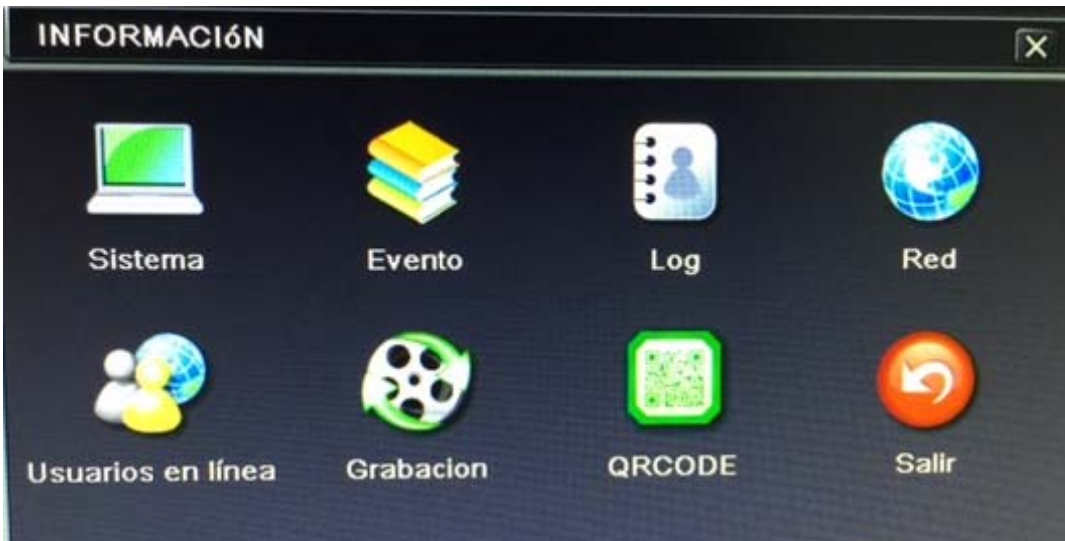 INFORMACIóN
Sistema
Evento
Log
Red
Usuarios en línea
Grabacion
QRCODE
Salir